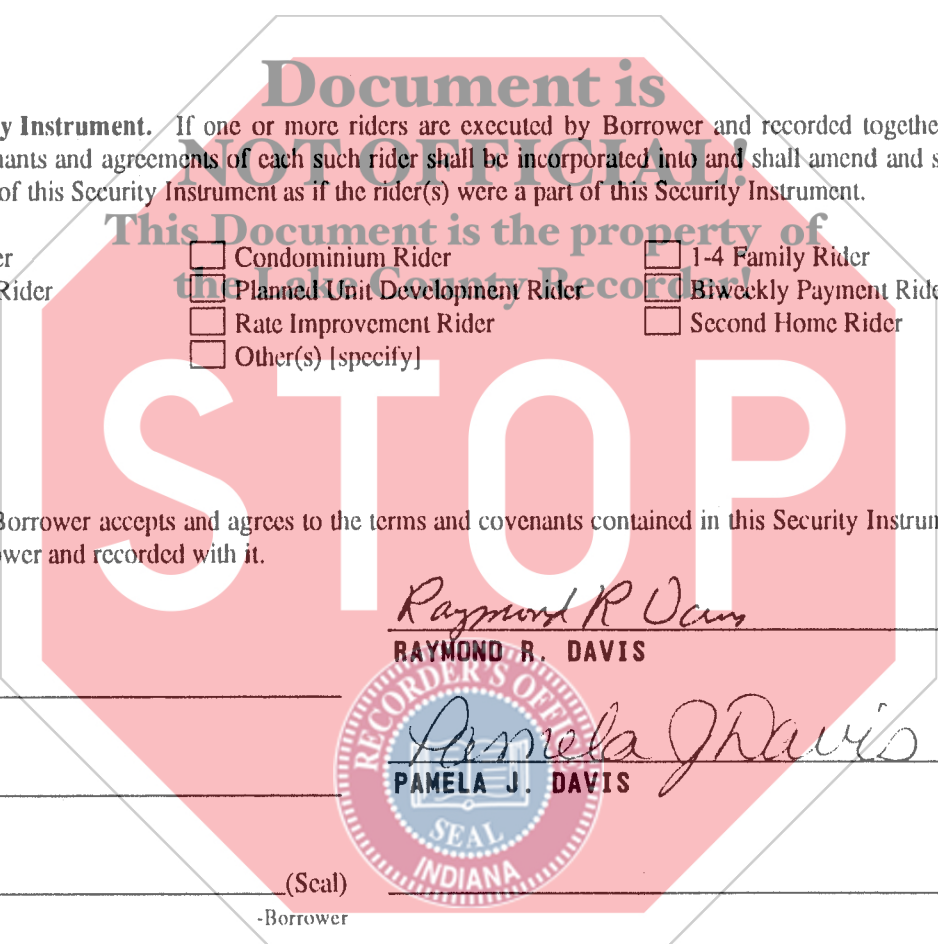 Document is
y Instrument. If one or more riders are executed by Borrower and recorded togethe
NOT OFFICIAL!
nants and agreements of each such rider shall be incorporated into and shall amend and s
of this Security Instrument as if the rider(s) were a part of this Security Instrument.
This Document is the property of
er Condominium Rider 1-4 Family Rider
the Lake County Recorder!
Rider Planned Unit Development Rider Biweekly Payment Ride
Rate Improvement Rider Second Home Rider
Other(s) [specify]
STOP
Borrower accepts and agrees to the terms and covenants contained in this Security Instrum
ower and recorded with it.
Raymond R Davis
RAYMOND R. DAVIS
RECORDER'S OFFICE
Pamela J Davis
PAMELA J. DAVIS
SEAL
INDIANA
(Seal)
-Borrower